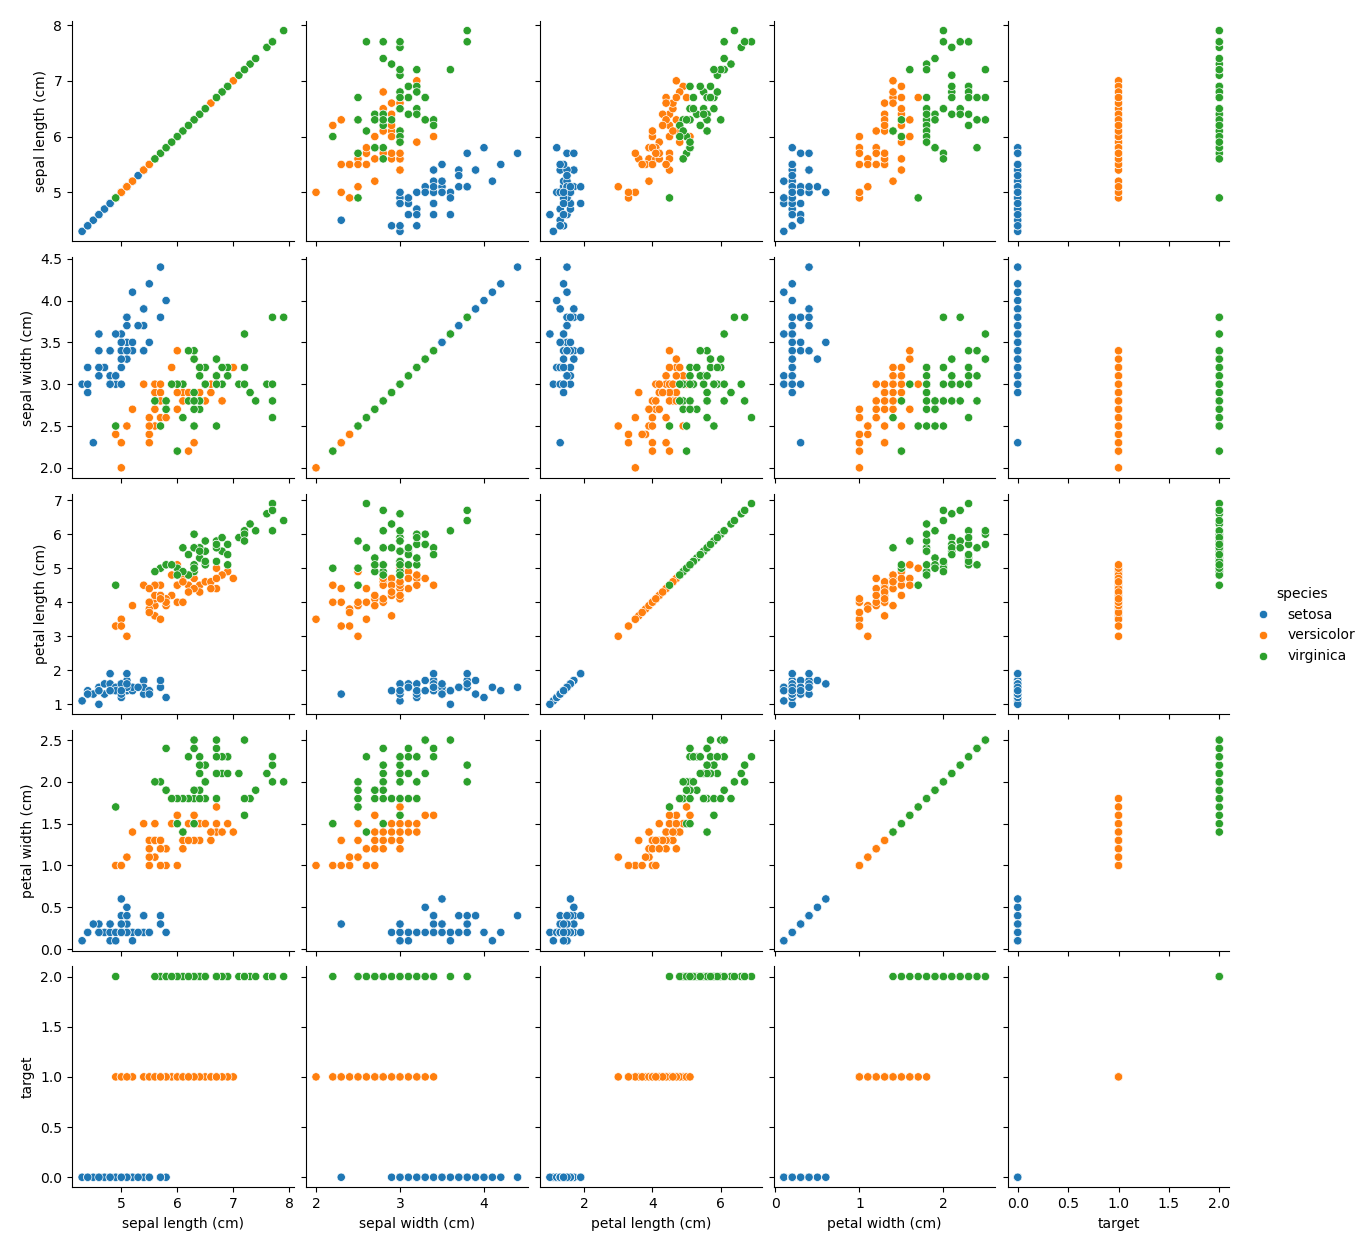 8
7
6
5
sepal length (cm)
4.5
4.0
3.5
3.0
2.5
2.0
sepal width (cm)
7
6
5
4
3
2
1
petal length (cm)
species
setosa
versicolor
virginica
2.5
2.0
1.5
1.0
0.5
0.0
petal width (cm)
2.0
1.5
1.0
0.5
0.0
target
5 6 7 8
2 3 4
2 4 6
0 1 2
0.0 0.5 1.0 1.5 2.0
sepal length (cm)
sepal width (cm)
petal length (cm)
petal width (cm)
target